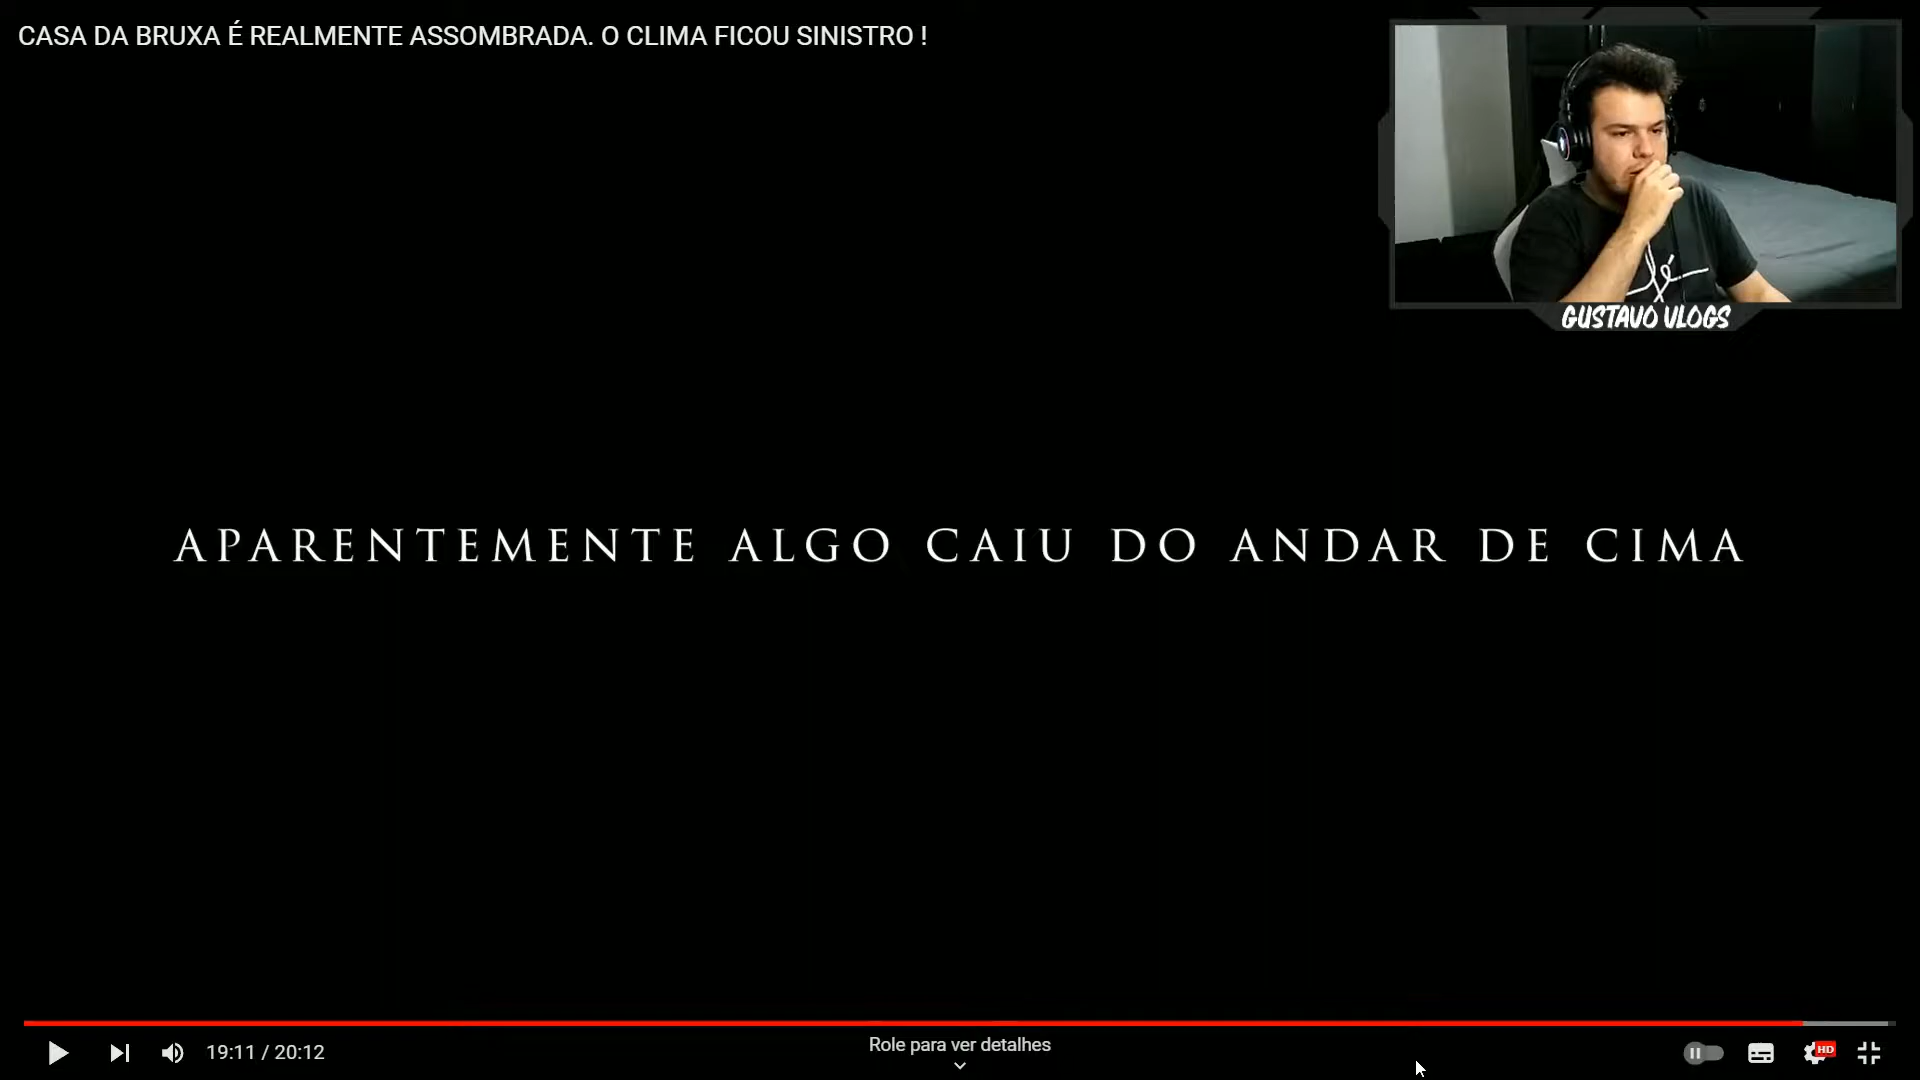 CASA DA BRUXA É REALMENTE ASSOMBRADA. O CLIMA FICOU SINISTRO !
fé
GUSTAVO VLOGS
APARENTEMENTE ALGO CAIU DO ANDAR DE CIMA
Role para ver detalhes
19:11 / 20:12
HD